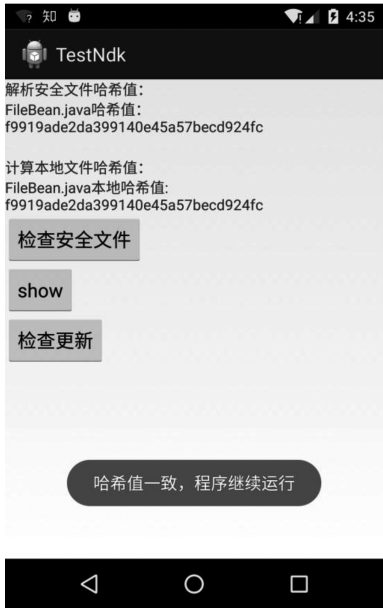 知 4:35
TestNdk
解析安全文件哈希值：
FileBean.java哈希值：
f9919ade2da399140e45a57becd924fc
计算本地文件哈希值：
FileBean.java本地哈希值:
f9919ade2da399140e45a57becd924fc
检查安全文件
show
检查更新
哈希值一致，程序继续运行